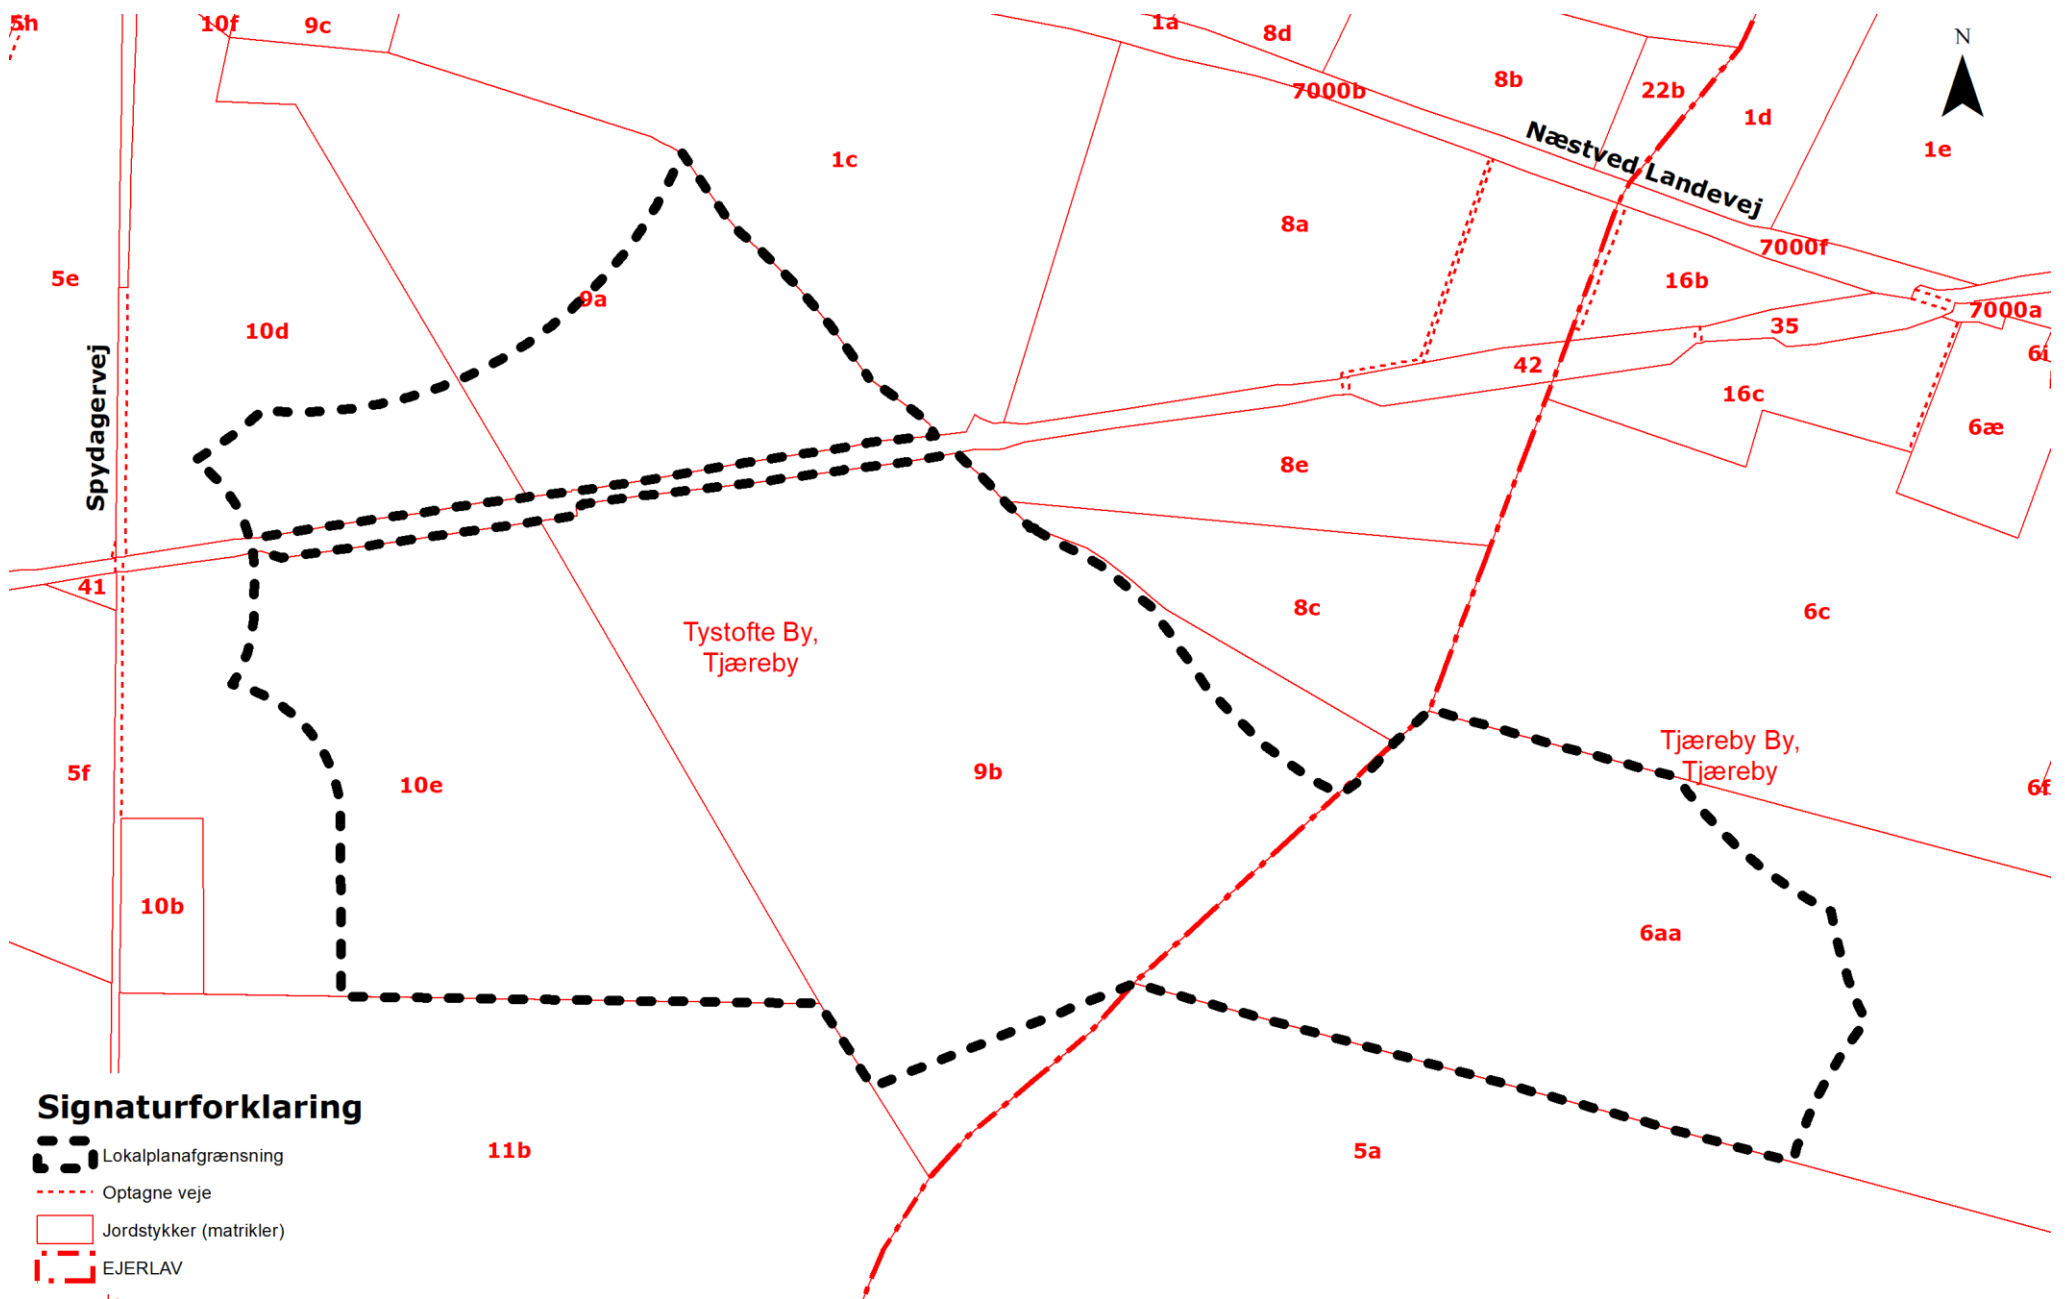 5h
10f
9c
1a
8d
N
8b
22b
7000b
1d
1e
Næstved Landevej
1c
8a
7000f
5e
16b
9a
7000a
35
10d
6i
42
Spydagervej
16c
6æ
8e
41
8c
6c
Tystofte By,
Tjæreby
Tjæreby By,
Tjæreby
5f
10e
9b
6f
10b
6aa
Signaturforklaring
11b
5a
Lokalplanafgrænsning
Optagne veje
Jordstykker (matrikler)
EJERLAV